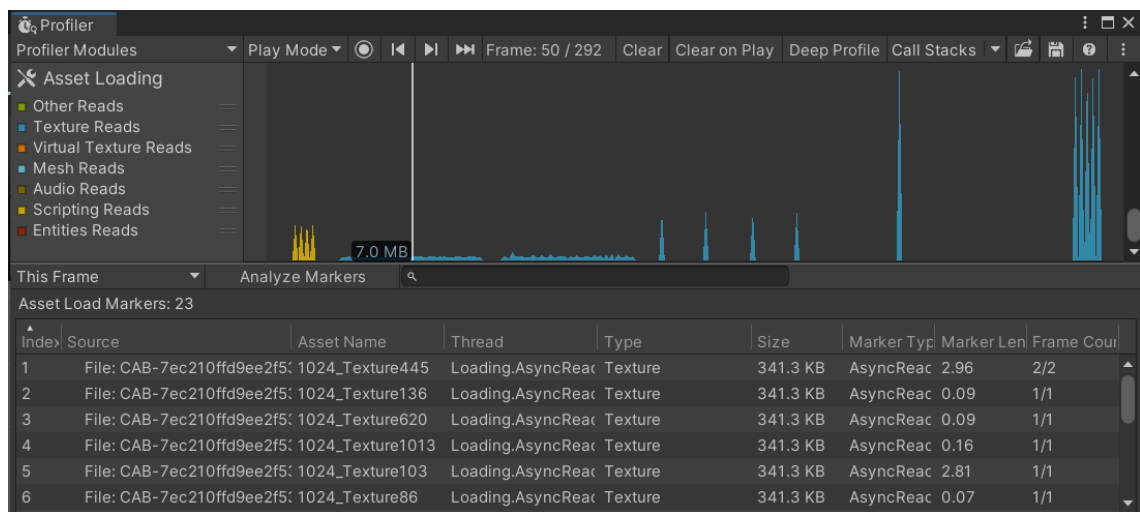 Profiler
Profiler Modules Play Mode Frame: 50 / 292 Clear Clear on Play Deep Profile Call Stacks
Asset Loading
Other Reads
Texture Reads
Virtual Texture Reads
Mesh Reads
Audio Reads
Scripting Reads
Entities Reads
7.0 MB
This Frame Analyze Markers
Asset Load Markers: 23
Index Source Asset Name Thread Type Size Marker Typ Marker Len Frame Coun
1 File: CAB-7ec210ffd9ee2f5 1024_Texture445 Loading.AsyncReac Texture 341.3 KB AsyncReac 2.96 2/2
2 File: CAB-7ec210ffd9ee2f5 1024_Texture136 Loading.AsyncReac Texture 341.3 KB AsyncReac 0.09 1/1
3 File: CAB-7ec210ffd9ee2f5 1024_Texture620 Loading.AsyncReac Texture 341.3 KB AsyncReac 0.09 1/1
4 File: CAB-7ec210ffd9ee2f5 1024_Texture1013 Loading.AsyncReac Texture 341.3 KB AsyncReac 0.16 1/1
5 File: CAB-7ec210ffd9ee2f5 1024_Texture103 Loading.AsyncReac Texture 341.3 KB AsyncReac 2.81 1/1
6 File: CAB-7ec210ffd9ee2f5 1024_Texture86 Loading.AsyncReac Texture 341.3 KB AsyncReac 0.07 1/1